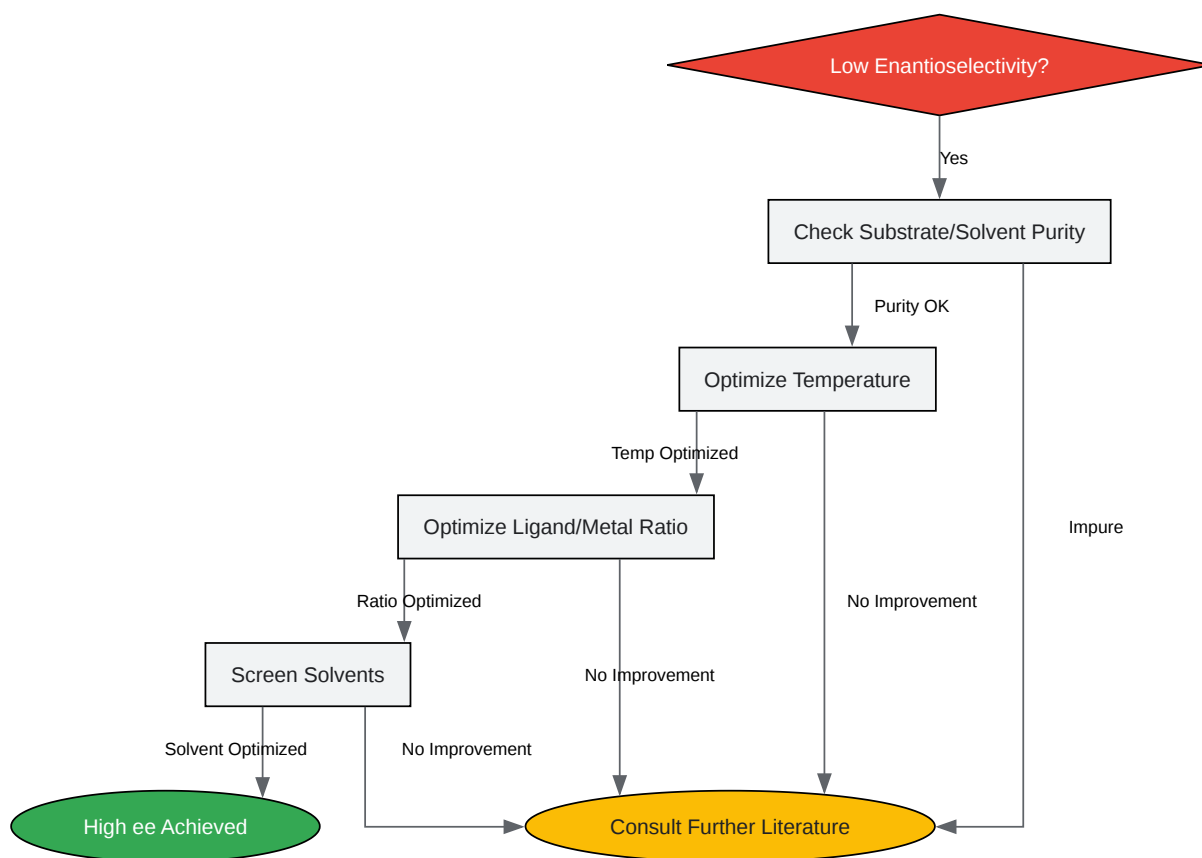 Low Enantioselectivity?
Yes
Check Substrate/Solvent Purity
Purity OK
Optimize Temperature
Temp Optimized
Optimize Ligand/Metal Ratio
Impure
Ratio Optimized
No Improvement
Screen Solvents
No Improvement
Solvent Optimized
No Improvement
High ee Achieved
Consult Further Literature